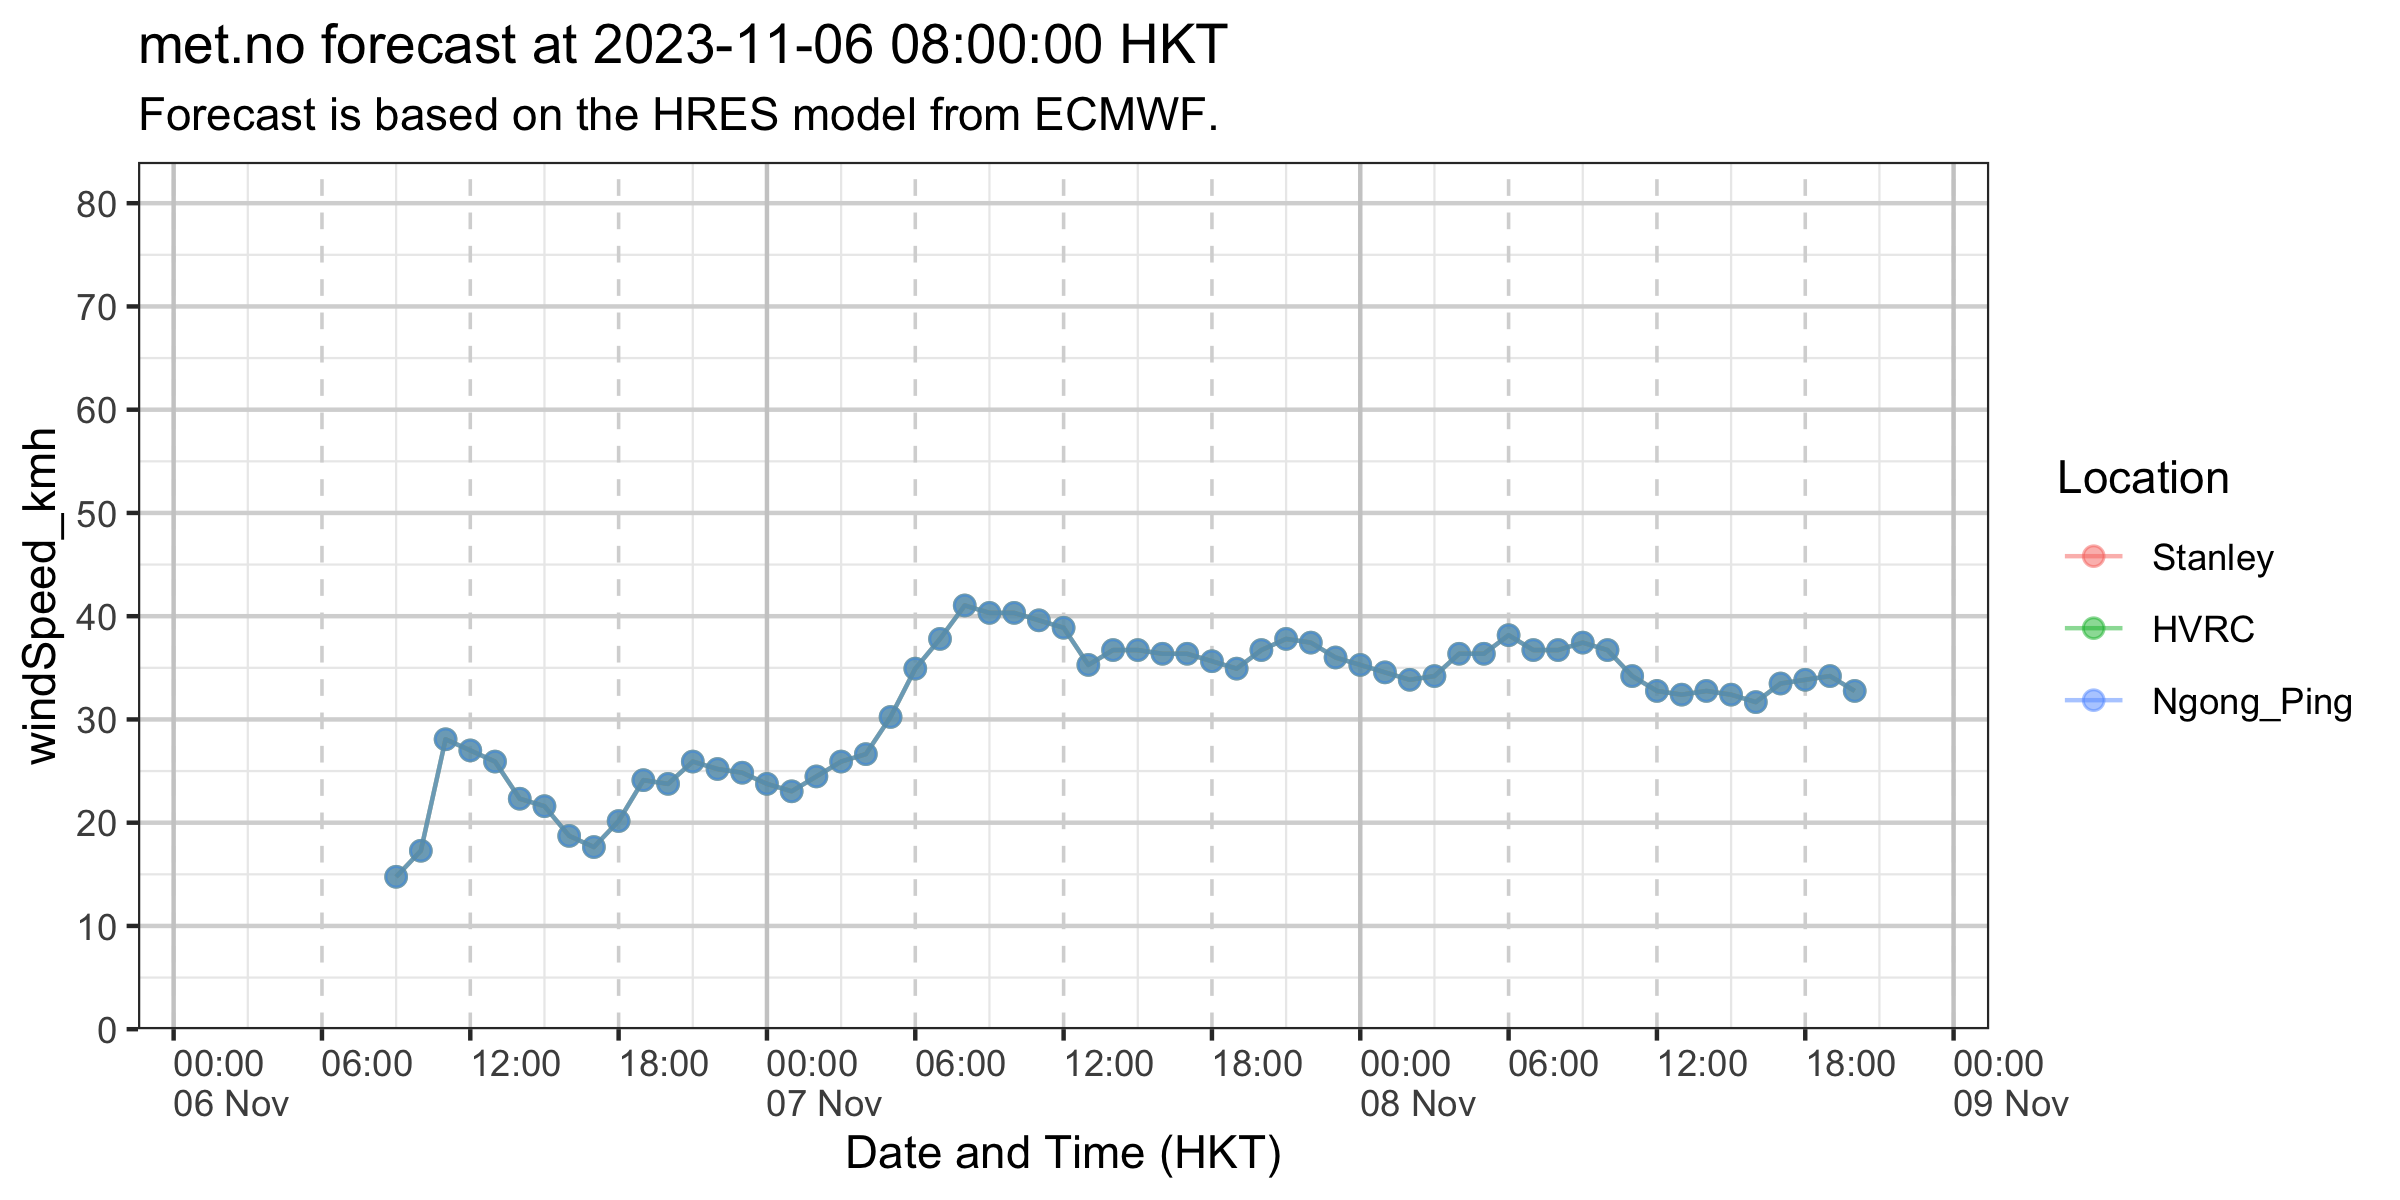 met.no forecast at 2023-11-06 08:00:00 HKT
Forecast is based on the HRES model from ECMWF.
windSpeed_kmh
80
70
60
50
40
30
20
10
0
00:00 06:00 12:00 18:00 00:00 06:00 12:00 18:00 00:00 06:00 12:00 18:00 00:00
06 Nov 07 Nov 08 Nov 09 Nov
Date and Time (HKT)
Location
Stanley
HVRC
Ngong_Ping